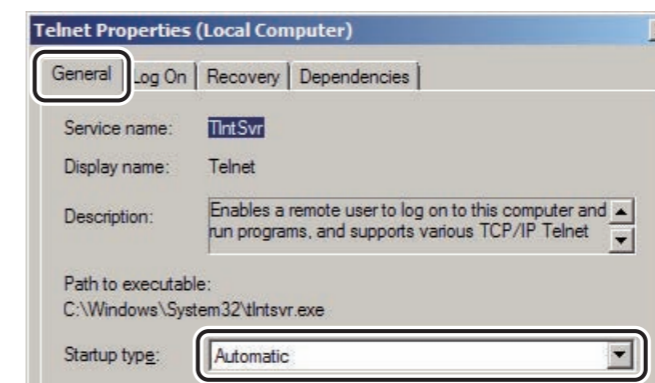 Telnet Properties (Local Computer)
General Log On Recovery Dependencies
Service name: TlntSvr
Display name: Telnet
Description: Enables a remote user to log on to this computer and
run programs, and supports various TCP/IP Telnet
Path to executable:
C:\Windows\System32\tlntsvr.exe
Startup type: Automatic